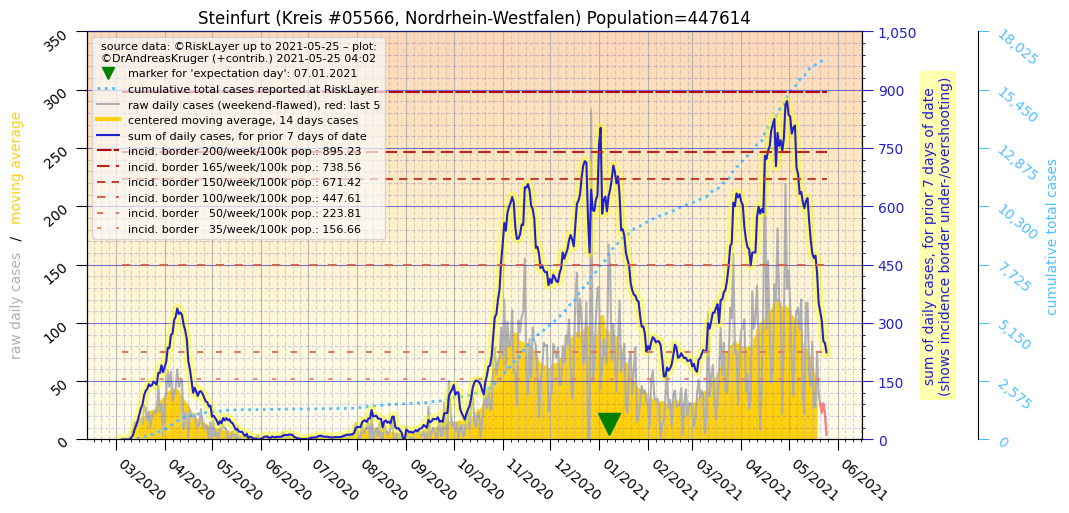 Steinfurt (Kreis #05566, Nordrhein-Westfalen) Population=447614
source data: ©RiskLayer up to 2021-05-25 – plot:
©DrAndreasKruger (+contrib.) 2021-05-25 04:02
marker for 'expectation day': 07.01.2021
cumulative total cases reported at RiskLayer
raw daily cases (weekend-flawed), red: last 5
centered moving average, 14 days cases
sum of daily cases, for prior 7 days of date
incid. border 200/week/100k pop.: 895.23
incid. border 165/week/100k pop.: 738.56
incid. border 150/week/100k pop.: 671.42
incid. border 100/week/100k pop.: 447.61
incid. border 50/week/100k pop.: 223.81
incid. border 35/week/100k pop.: 156.66
raw daily cases / moving average
350
300
250
200
150
100
50
0
03/2020
04/2020
05/2020
06/2020
07/2020
08/2020
09/2020
10/2020
11/2020
12/2020
01/2021
02/2021
03/2021
04/2021
05/2021
06/2021
1,050
900
750
600
450
300
150
0
sum of daily cases, for prior 7 days of date
(shows incidence border under-/overshooting)
18,025
15,450
12,875
10,300
7,725
5,150
2,575
0
cumulative total cases